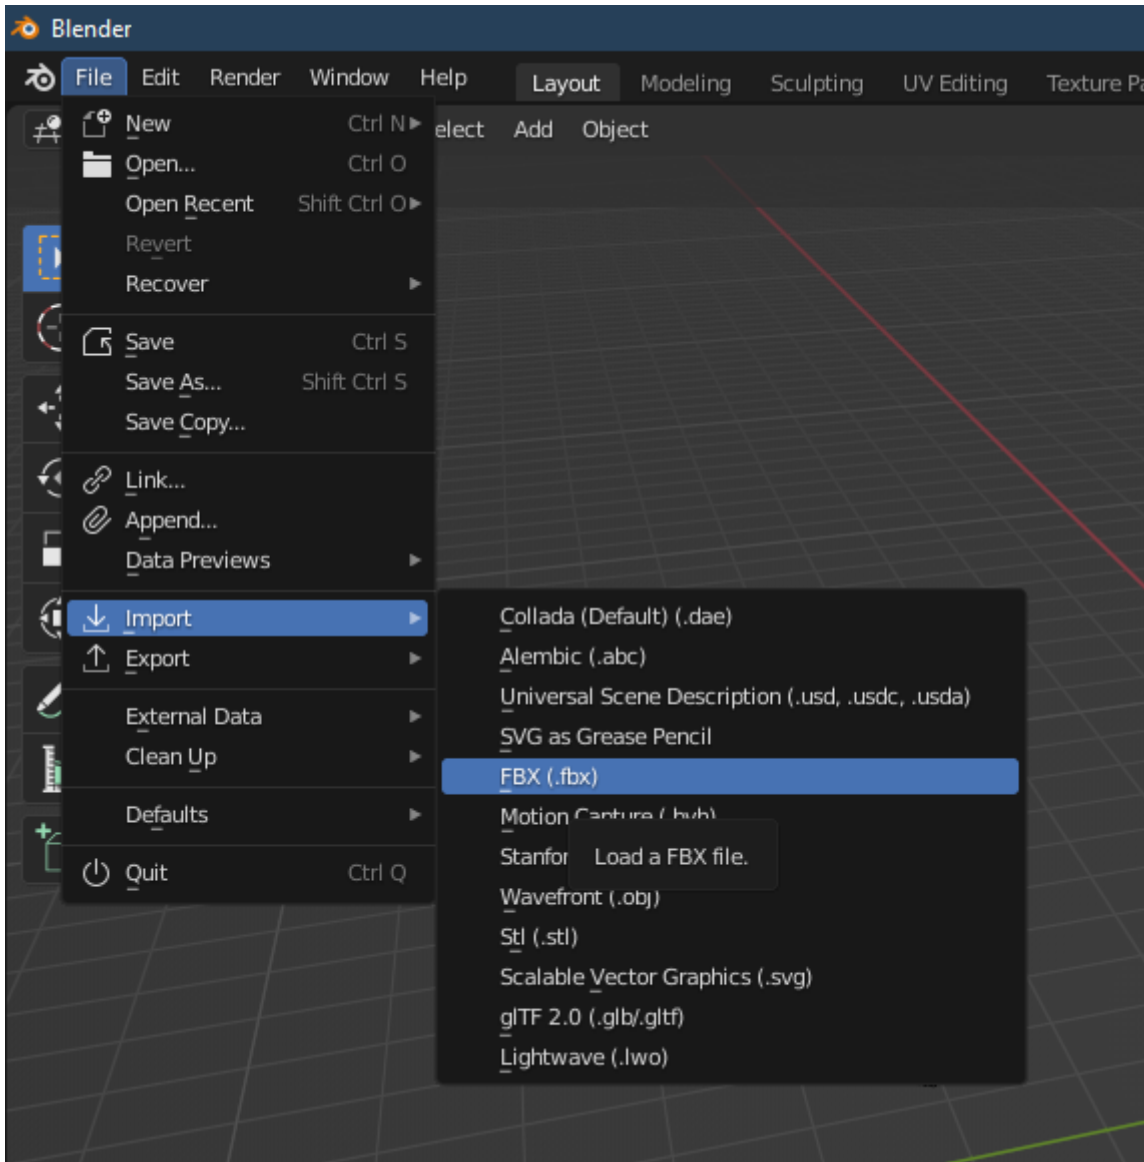 Blender
File Edit Render Window Help Layout Modeling Sculpting UV Editing Texture
elect Add Object
New Ctrl N
Open... Ctrl O
Open Recent Shift Ctrl O
Revert
Recover
Save Ctrl S
Save As... Shift Ctrl S
Save Copy...
Link...
Append...
Data Previews
Import
Export
External Data
Clean Up
Defaults
Quit Ctrl Q
Collada (Default) (.dae)
Alembic (.abc)
Universal Scene Description (.usd, .usdc, .usda)
SVG as Grease Pencil
FBX (.fbx)
Motion Capture (.bvh)
Load a FBX file.
Wavefront (.obj)
Stl (.stl)
Scalable Vector Graphics (.svg)
glTF 2.0 (.glb/.gltf)
Lightwave (.lwo)